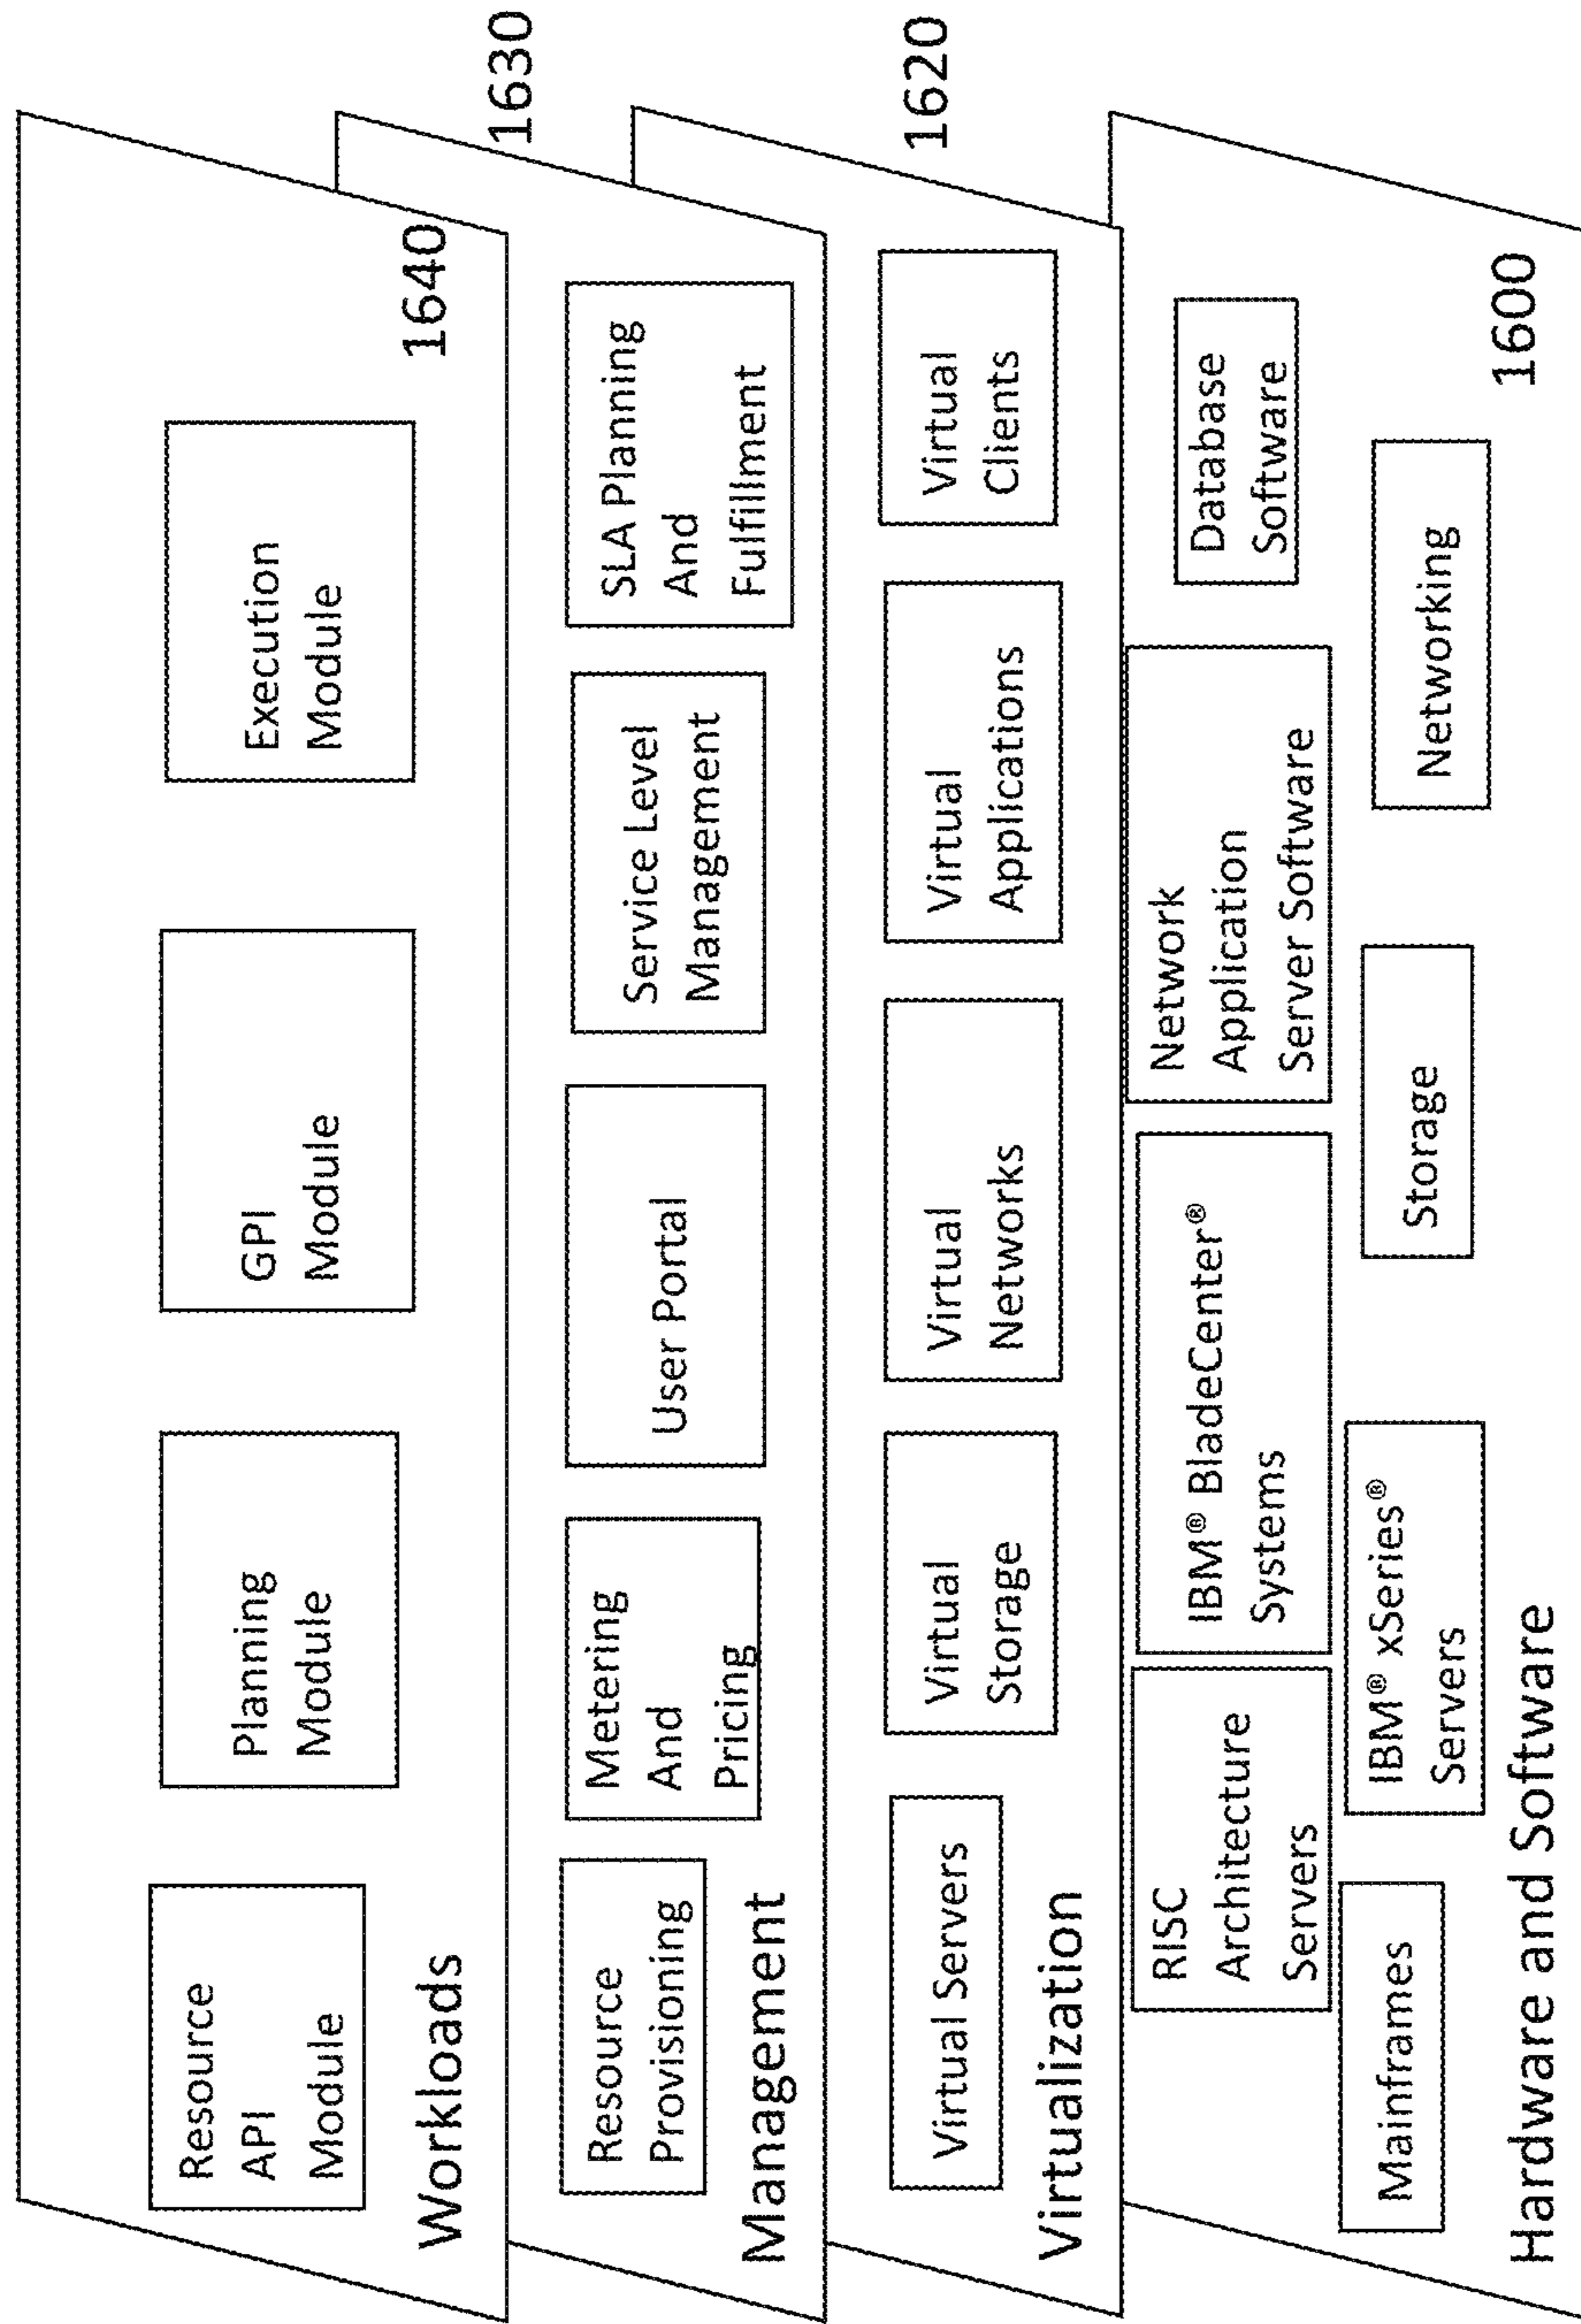 Resource
API
Module
Planning
Module
GPI
Module
Execution
Module
Workloads
1640
Resource
Provisioning
Metering
And
Pricing
User Portal
Service Level
Management
SLA Planning
And
Fulfillment
Management
1630
Virtual Servers
Virtual
Storage
Virtual
Networks
Virtual
Applications
Virtual
Clients
Virtualization
1620
RISC
Architecture
Servers
IBM® BladeCenter®
Systems
Network
Application
Server Software
Database
Software
Mainframes
IBM® xSeries®
Servers
Storage
Networking
Hardware and Software
1600